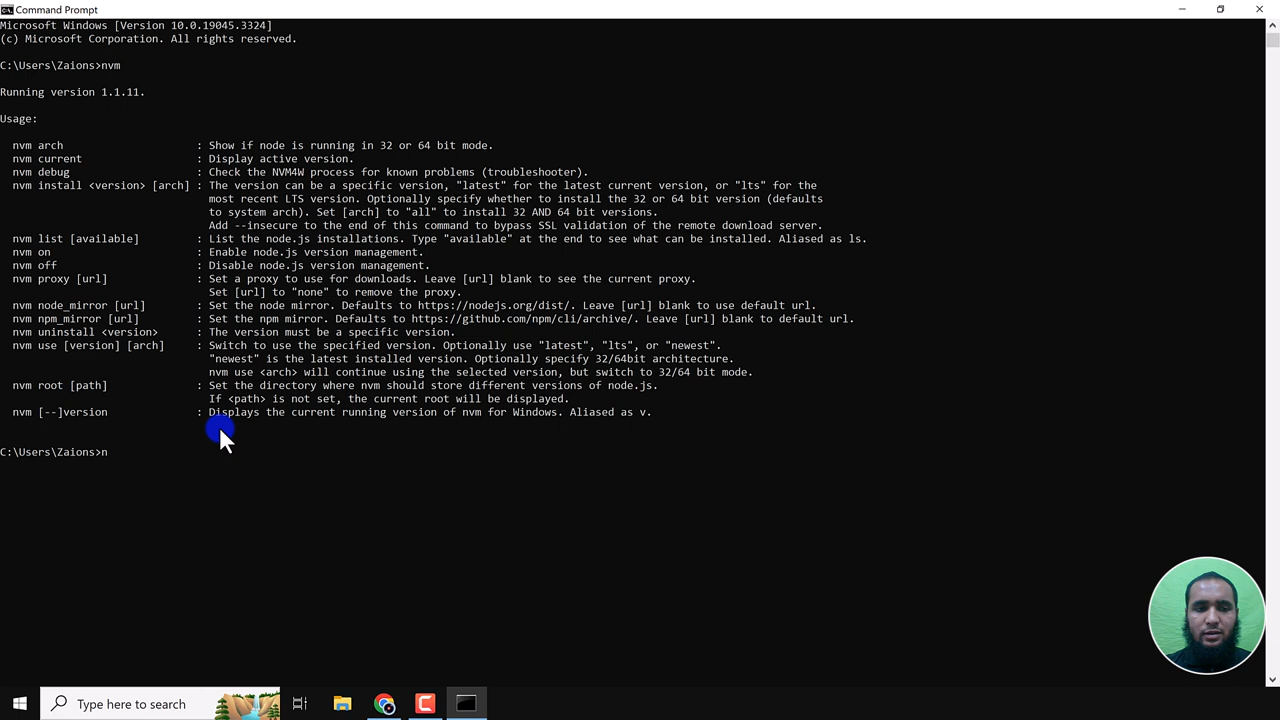 Command Prompt
Microsoft Windows [Version 10.0.19045.3324]
(c) Microsoft Corporation. All rights reserved.
C:\Users\Zaions>nvm
Running version 1.1.11.
Usage:
nvm arch : Show if node is running in 32 or 64 bit mode.
nvm current : Display active version.
nvm debug : Check the NVM4W process for known problems (troubleshooter).
nvm install <version> [arch] : The version can be a specific version, "latest" for the latest current version, or "lts" for the
most recent LTS version. Optionally specify whether to install the 32 or 64 bit version (defaults
to system arch). Set [arch] to "all" to install 32 AND 64 bit versions.
Add --insecure to the end of this command to bypass SSL validation of the remote download server.
nvm list [available] : List the node.js installations. Type "available" at the end to see what can be installed. Aliased as ls.
nvm on : Enable node.js version management.
nvm off : Disable node.js version management.
nvm proxy [url] : Set a proxy to use for downloads. Leave [url] blank to see the current proxy.
Set [url] to "none" to remove the proxy.
nvm node_mirror [url] : Set the node mirror. Defaults to https://nodejs.org/dist/. Leave [url] blank to use default url.
nvm npm_mirror [url] : Set the npm mirror. Defaults to https://github.com/npm/cli/archive/. Leave [url] blank to default url.
nvm uninstall <version> : The version must be a specific version.
nvm use [version] [arch] : Switch to use the specified version. Optionally use "latest", "lts", or "newest".
"newest" is the latest installed version. Optionally specify 32/64bit architecture.
nvm use <arch> will continue using the selected version, but switch to 32/64 bit mode.
nvm root [path] : Set the directory where nvm should store different versions of node.js.
If <path> is not set, the current root will be displayed.
nvm [--]version : Displays the current running version of nvm for Windows. Aliased as v.
C:\Users\Zaions>n
Type here to search